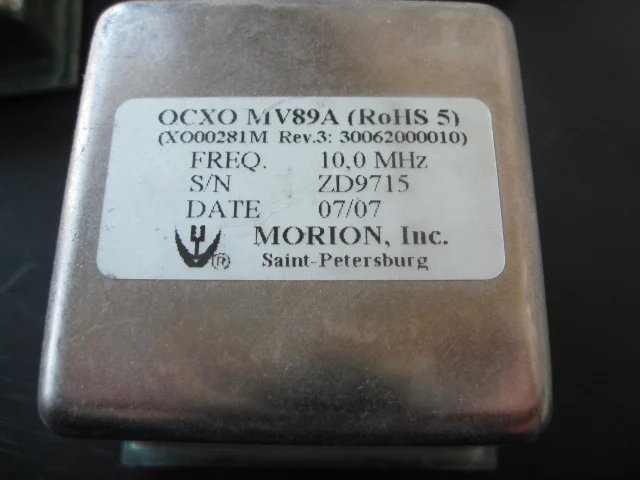 OCXO MV89A (RoHS 5)
(XO00281M Rev.3: 30062000010)
FREQ. 10,0 MHz
S/N ZD9715
DATE 07/07
® MORION, Inc.
Saint-Petersburg